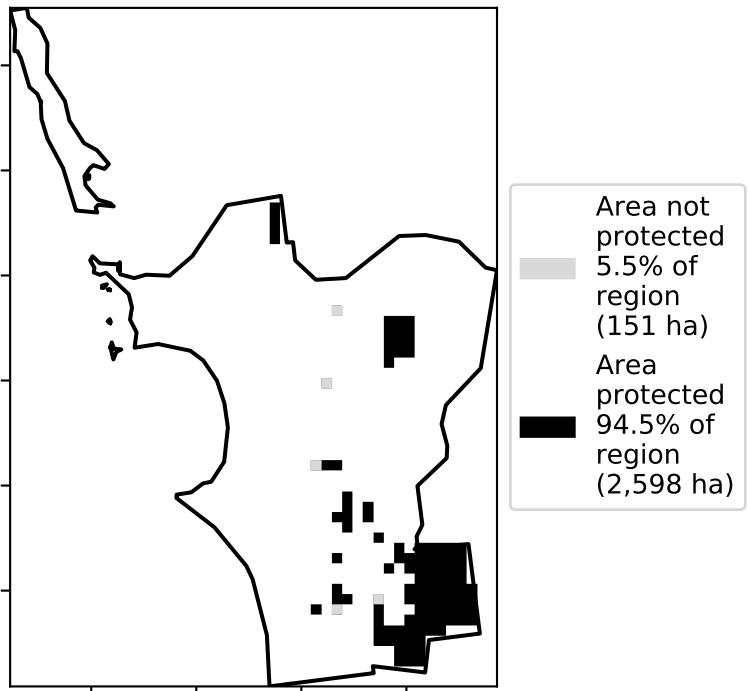 Area not
protected
5.5% of
region
(151 ha)
Area
protected
94.5% of
region
(2,598 ha)